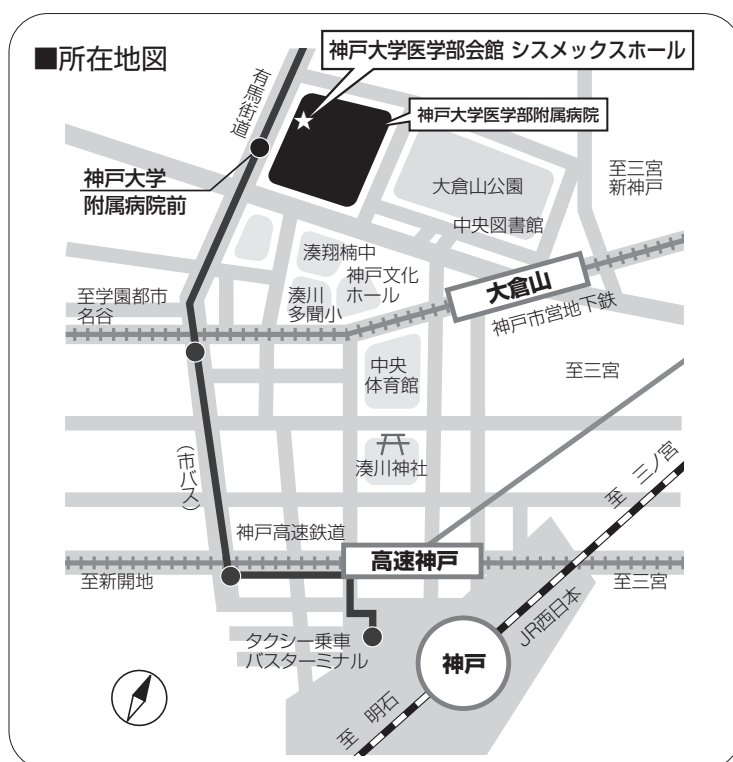 ■所在地図
神戸大学医学部会館 シスメックスホール
有馬街道
神戸大学医学部附属病院
神戸大学
附属病院前
大倉山公園
至三宮
新神戸
中央図書館
湊翔楠中
神戸文化
ホール
湊川
多聞小
大倉山
至学園都市
名谷
神戸市営地下鉄
中央
体育館
至三宮
(市バス)
湊川神社
至 三ノ宮
神戸高速鉄道
高速神戸
至新開地
至三宮
JR西日本
タクシー乗車
バスターミナル
神戸
至 明石